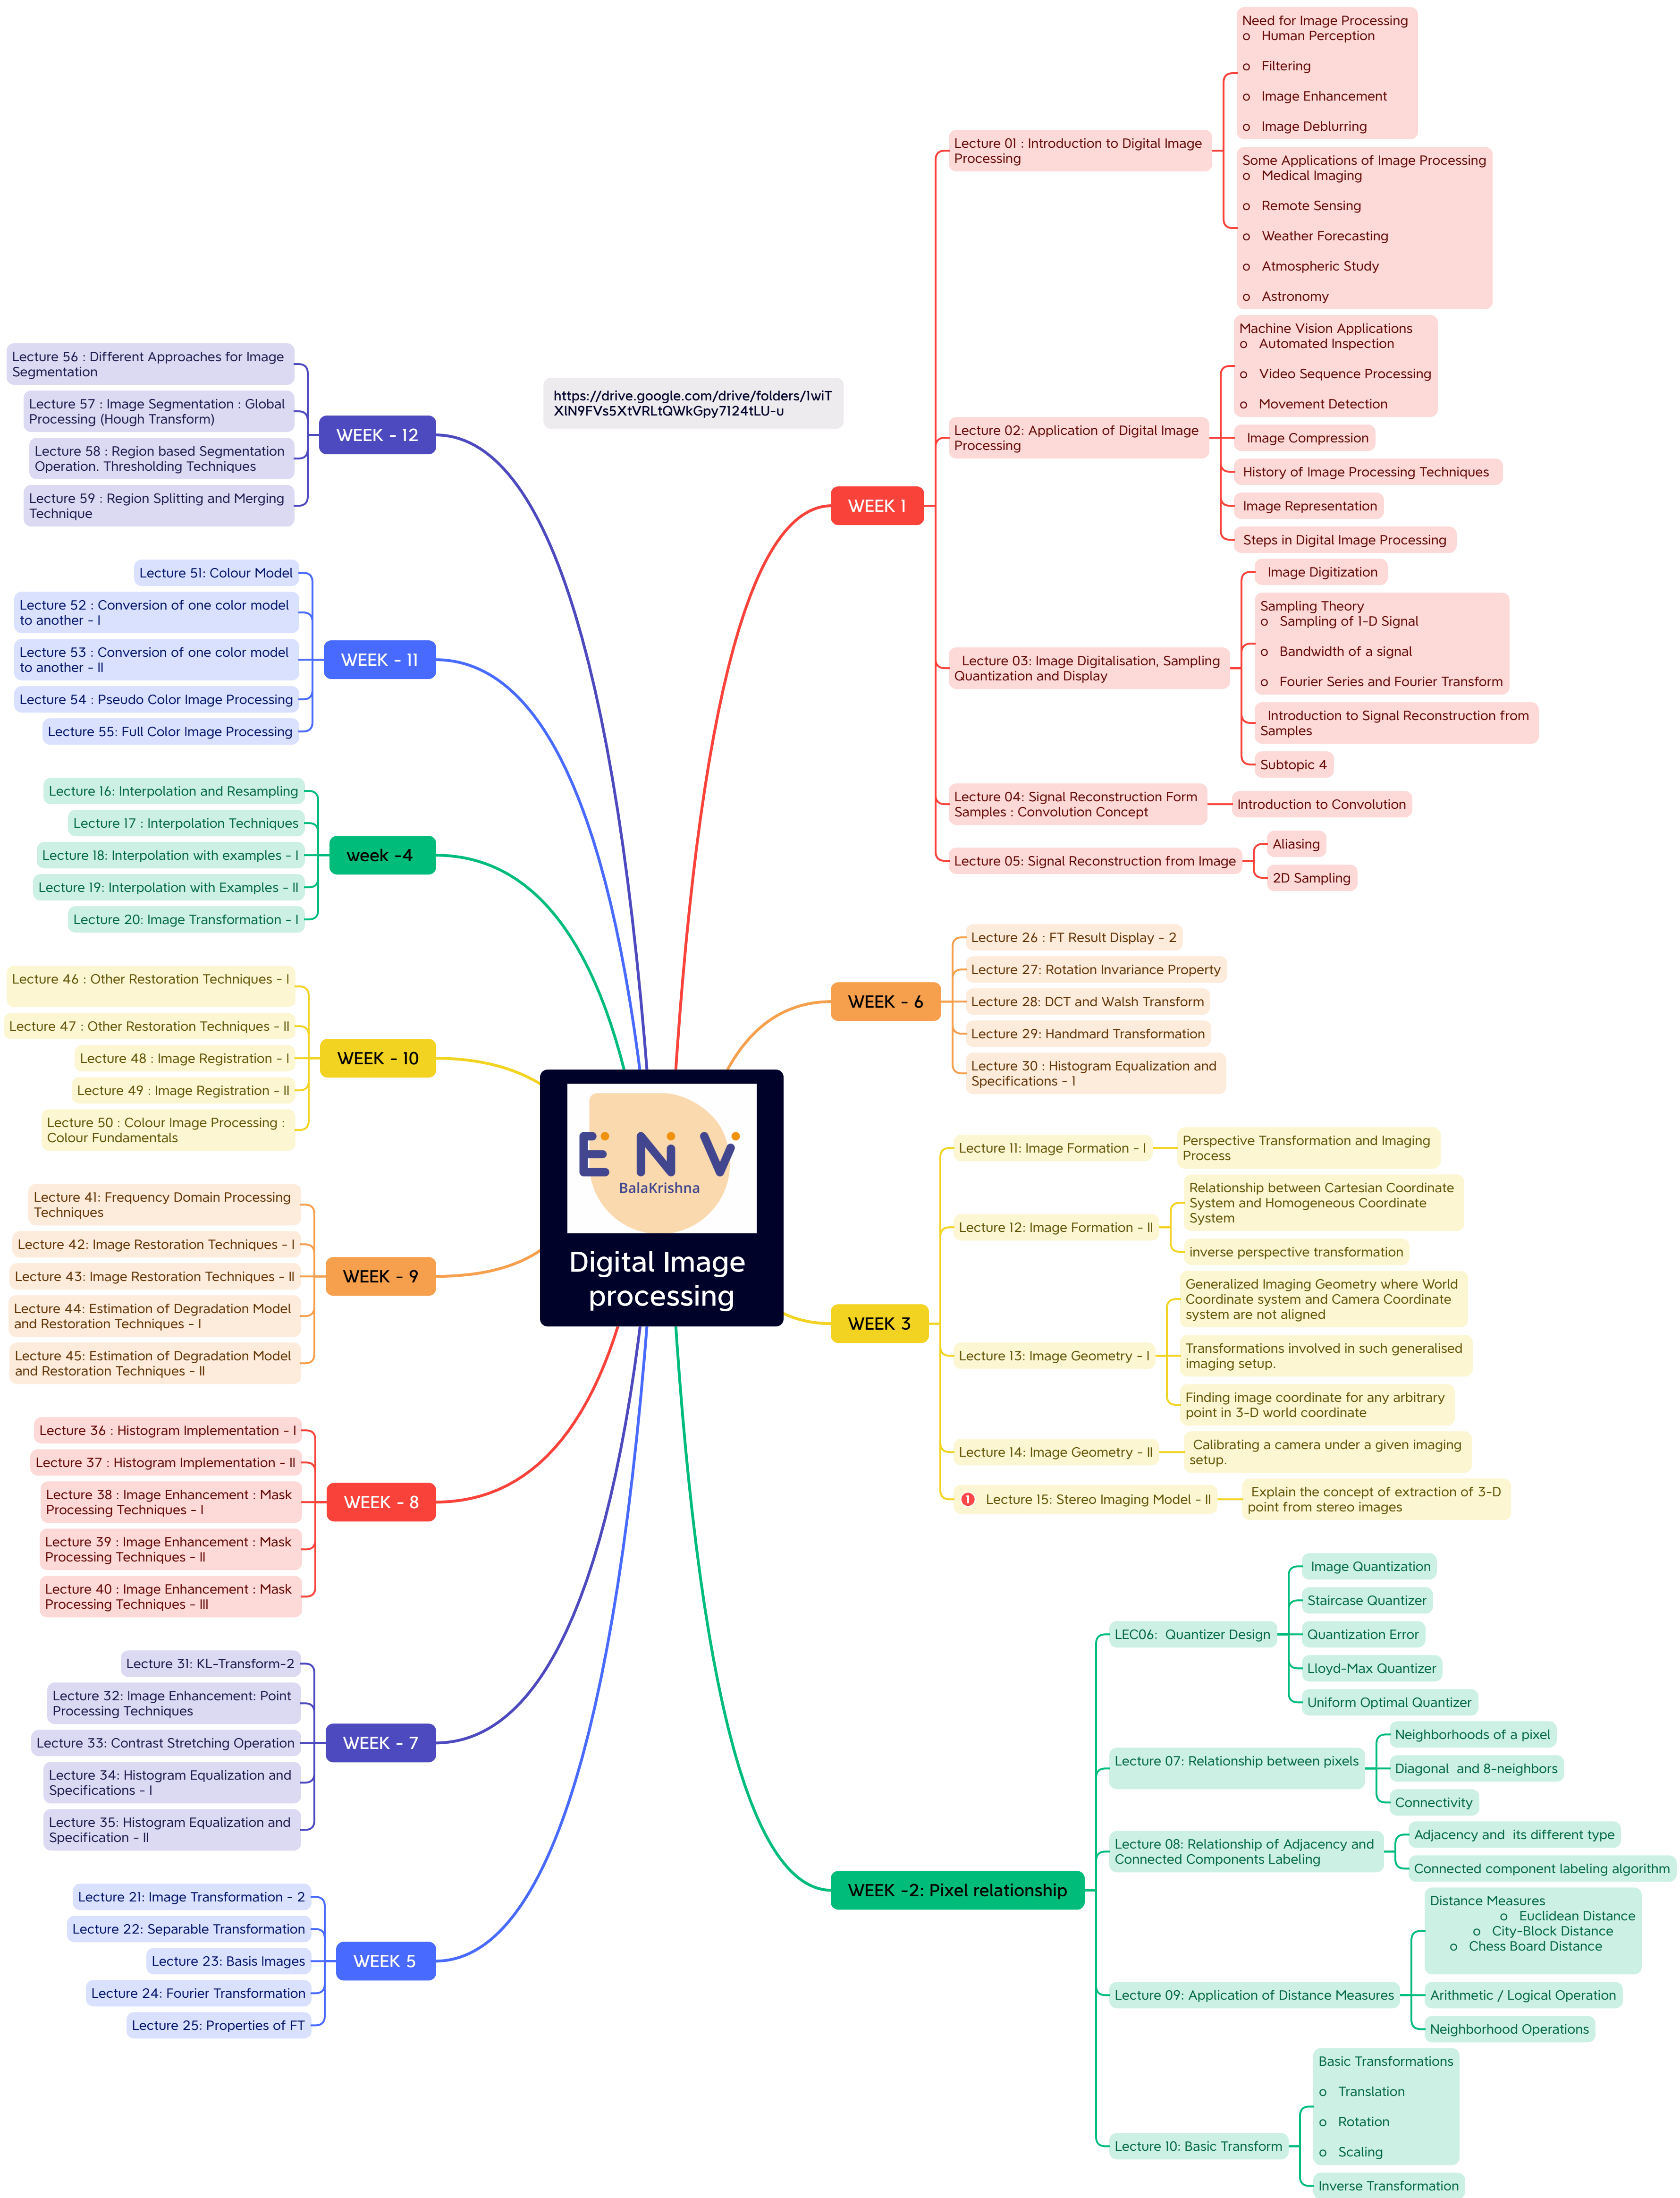 Digital Image
processing
E N V
BalaKrishna
https://drive.google.com/drive/folders/1wiT
XlN9FVs5XtVRLtQWkGpy7124tLU-u
WEEK 1
Lecture 01 : Introduction to Digital Image
Processing
Need for Image Processing
o Human Perception
o Filtering
o Image Enhancement
o Image Deblurring
Some Applications of Image Processing
o Medical Imaging
o Remote Sensing
o Weather Forecasting
o Atmospheric Study
o Astronomy
Lecture 02: Application of Digital Image
Processing
Machine Vision Applications
o Automated Inspection
o Video Sequence Processing
o Movement Detection
Image Compression
History of Image Processing Techniques
Image Representation
Steps in Digital Image Processing
Lecture 03: Image Digitalisation, Sampling
Quantization and Display
Image Digitization
Sampling Theory
o Sampling of 1-D Signal
o Bandwidth of a signal
o Fourier Series and Fourier Transform
Introduction to Signal Reconstruction from
Samples
Subtopic 4
Lecture 04: Signal Reconstruction Form
Samples : Convolution Concept
Introduction to Convolution
Lecture 05: Signal Reconstruction from Image
Aliasing
2D Sampling
WEEK - 6
Lecture 26 : FT Result Display - 2
Lecture 27: Rotation Invariance Property
Lecture 28: DCT and Walsh Transform
Lecture 29: Handmard Transformation
Lecture 30 : Histogram Equalization and
Specifications - 1
WEEK 3
Lecture 11: Image Formation - I
Perspective Transformation and Imaging
Process
Lecture 12: Image Formation - II
Relationship between Cartesian Coordinate
System and Homogeneous Coordinate
System
inverse perspective transformation
Lecture 13: Image Geometry - I
Generalized Imaging Geometry where World
Coordinate system and Camera Coordinate
system are not aligned
Transformations involved in such generalised
imaging setup.
Finding image coordinate for any arbitrary
point in 3-D world coordinate
Lecture 14: Image Geometry - II
Calibrating a camera under a given imaging
setup.
1 Lecture 15: Stereo Imaging Model - II
Explain the concept of extraction of 3-D
point from stereo images
WEEK -2: Pixel relationship
LEC06: Quantizer Design
Image Quantization
Staircase Quantizer
Quantization Error
Lloyd-Max Quantizer
Uniform Optimal Quantizer
Lecture 07: Relationship between pixels
Neighborhoods of a pixel
Diagonal and 8-neighbors
Connectivity
Lecture 08: Relationship of Adjacency and
Connected Components Labeling
Adjacency and its different type
Connected component labeling algorithm
Lecture 09: Application of Distance Measures
Distance Measures
o Euclidean Distance
o City-Block Distance
o Chess Board Distance
Arithmetic / Logical Operation
Neighborhood Operations
Lecture 10: Basic Transform
Basic Transformations
o Translation
o Rotation
o Scaling
Inverse Transformation
WEEK - 12
Lecture 56 : Different Approaches for Image
Segmentation
Lecture 57 : Image Segmentation : Global
Processing (Hough Transform)
Lecture 58 : Region based Segmentation
Operation. Thresholding Techniques
Lecture 59 : Region Splitting and Merging
Technique
WEEK - 11
Lecture 51: Colour Model
Lecture 52 : Conversion of one color model
to another - I
Lecture 53 : Conversion of one color model
to another - II
Lecture 54 : Pseudo Color Image Processing
Lecture 55: Full Color Image Processing
week -4
Lecture 16: Interpolation and Resampling
Lecture 17 : Interpolation Techniques
Lecture 18: Interpolation with examples - I
Lecture 19: Interpolation with Examples - II
Lecture 20: Image Transformation - I
WEEK - 10
Lecture 46 : Other Restoration Techniques - I
Lecture 47 : Other Restoration Techniques - II
Lecture 48 : Image Registration - I
Lecture 49 : Image Registration - II
Lecture 50 : Colour Image Processing :
Colour Fundamentals
WEEK - 9
Lecture 41: Frequency Domain Processing
Techniques
Lecture 42: Image Restoration Techniques - I
Lecture 43: Image Restoration Techniques - II
Lecture 44: Estimation of Degradation Model
and Restoration Techniques - I
Lecture 45: Estimation of Degradation Model
and Restoration Techniques - II
WEEK - 8
Lecture 36 : Histogram Implementation - I
Lecture 37 : Histogram Implementation - II
Lecture 38 : Image Enhancement : Mask
Processing Techniques - I
Lecture 39 : Image Enhancement : Mask
Processing Techniques - II
Lecture 40 : Image Enhancement : Mask
Processing Techniques - III
WEEK - 7
Lecture 31: KL-Transform-2
Lecture 32: Image Enhancement: Point
Processing Techniques
Lecture 33: Contrast Stretching Operation
Lecture 34: Histogram Equalization and
Specifications - I
Lecture 35: Histogram Equalization and
Specification - II
WEEK 5
Lecture 21: Image Transformation - 2
Lecture 22: Separable Transformation
Lecture 23: Basis Images
Lecture 24: Fourier Transformation
Lecture 25: Properties of FT